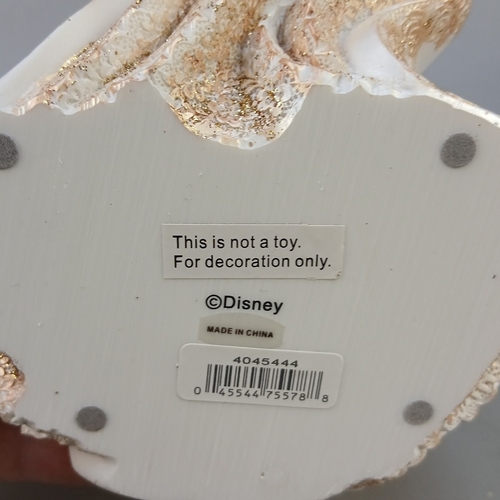 This is not a toy.
For decoration only.
©Disney
MADE IN CHINA
4045444
0 45544 75578 8